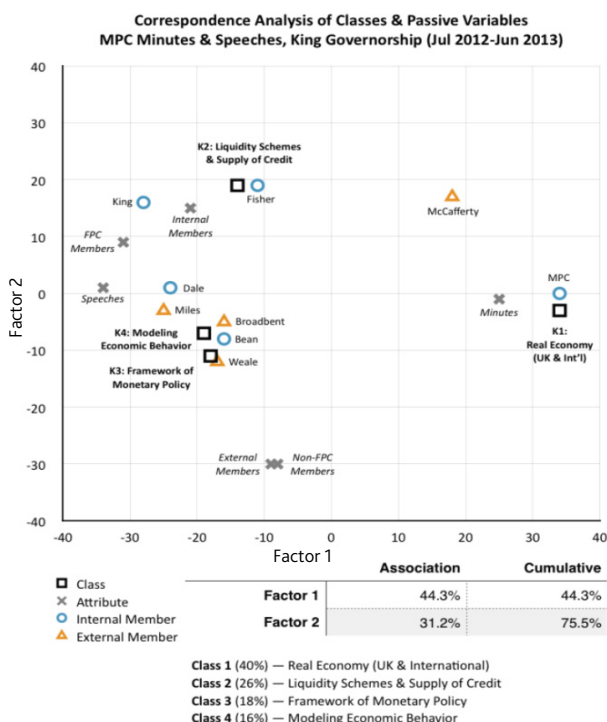 Correspondence Analysis of Classes & Passive Variables
MPC Minutes & Speeches, King Governorship (Jul 2012-Jun 2013)
40
30
20
10
0
-10
-20
-30
-40
Factor 2
K2: Liquidity Schemes
& Supply of Credit
Fisher
King
Internal
Members
McCafferty
FPC
Members
Speeches
Dale
MPC
Miles
Minutes
K1:
Real Economy
(UK & Int'l)
Broadbent
K4: Modeling
Economic Behavior
Bean
K3: Framework of
Monetary Policy
Weale
External
Members
Non-FPC
Members
-40 -30 -20 -10 0 10 20 30 40
Factor 1
Class
Attribute
Internal Member
External Member
Association Cumulative
Factor 1 44.3% 44.3%
Factor 2 31.2% 75.5%
Class 1 (40%) — Real Economy (UK & International)
Class 2 (26%) — Liquidity Schemes & Supply of Credit
Class 3 (18%) — Framework of Monetary Policy
Class 4 (16%) — Modeling Economic Behavior